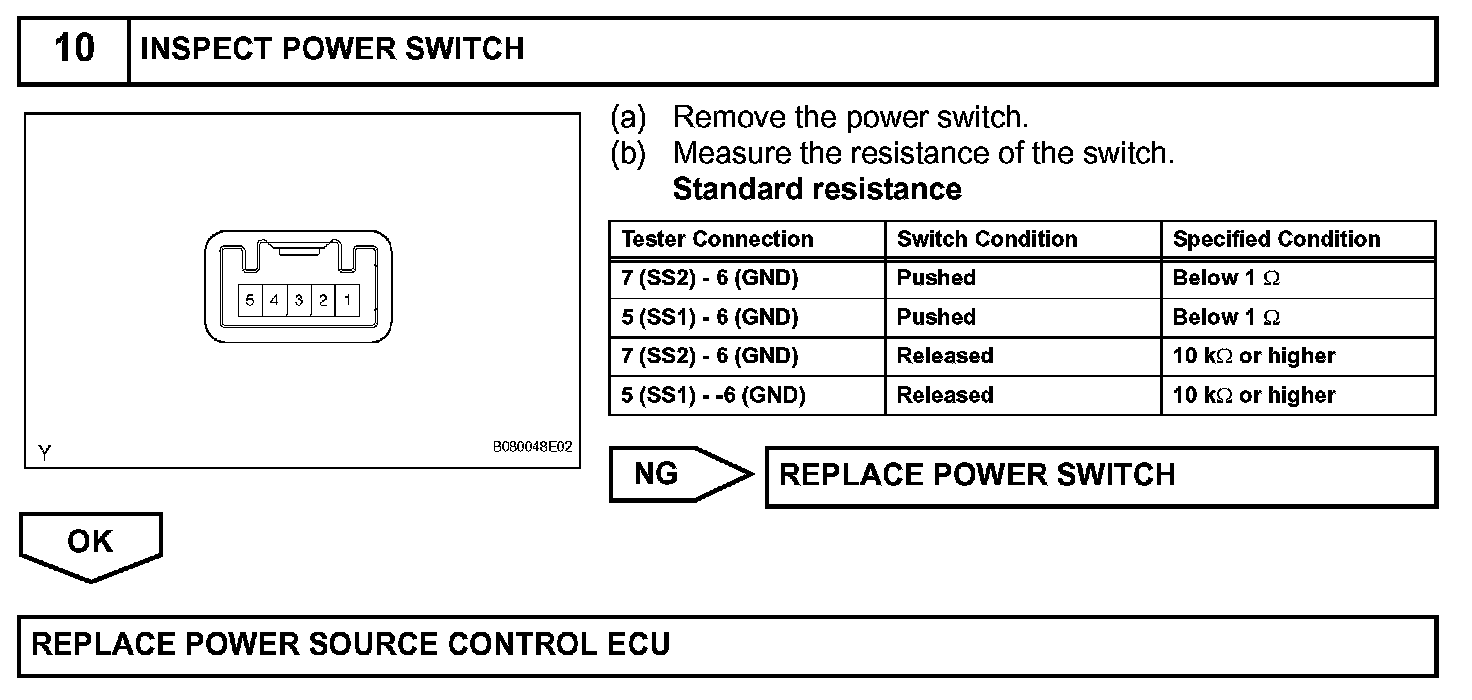 10 INSPECT POWER SWITCH
(a) Remove the power switch.
(b) Measure the resistance of the switch.
Standard resistance
5 4 3 2 1
Y
B080048E02
Tester Connection Switch Condition Specified Condition
7 (SS2) - 6 (GND) Pushed Below 1 Ω
5 (SS1) - 6 (GND) Pushed Below 1 Ω
7 (SS2) - 6 (GND) Released 10 kΩ or higher
5 (SS1) - -6 (GND) Released 10 kΩ or higher
NG REPLACE POWER SWITCH
OK
REPLACE POWER SOURCE CONTROL ECU